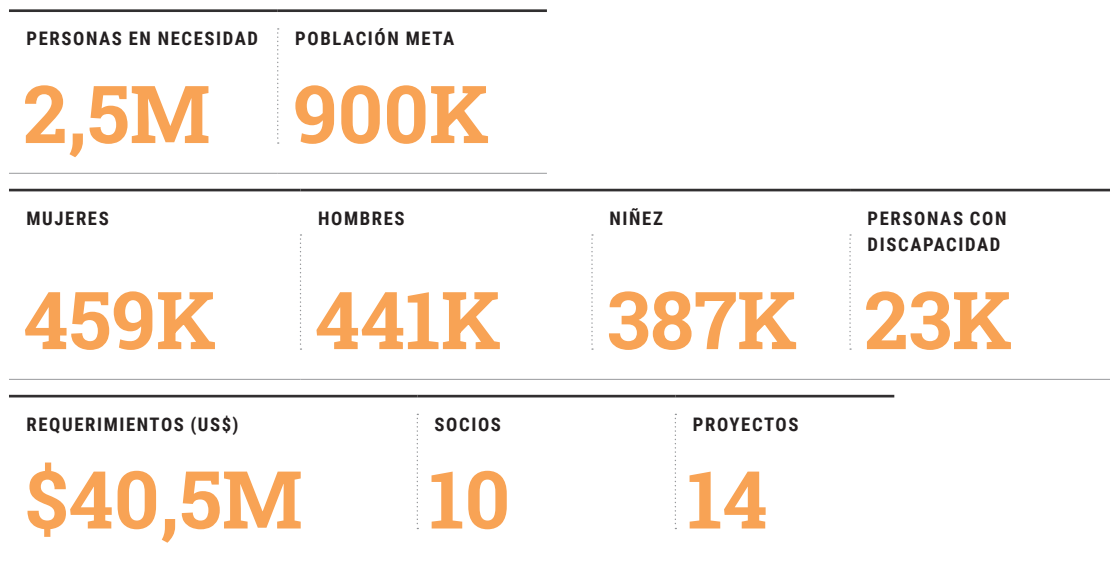 PERSONAS EN NECESIDAD
POBLACIÓN META
2,5M
900K
MUJERES
HOMBRES
NIÑEZ
PERSONAS CON
DISCAPACIDAD
459K
441K
387K
23K
REQUERIMIENTOS (US$)
SOCIOS
PROYECTOS
$40,5M
10
14